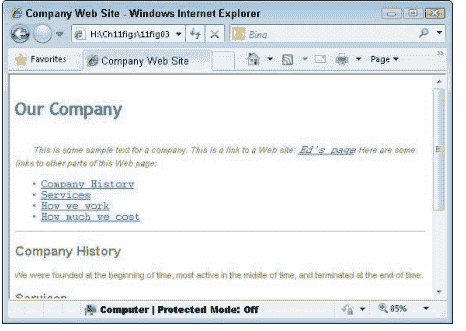 Company Web Site - Windows Internet Explorer
H:\Ch11figs\11fig03
Bing
Favorites
Company Web Site
Page
Our Company
This is some sample text for a company. This is a link to a Web site. Ed's page Here are some
links to other parts of this Web page:
• Company History
• Services
• How we work
• How much we cost
Company History
We were founded at the beginning of time, most active in the middle of time, and terminated at the end of time.
Services
Computer | Protected Mode: Off
85%